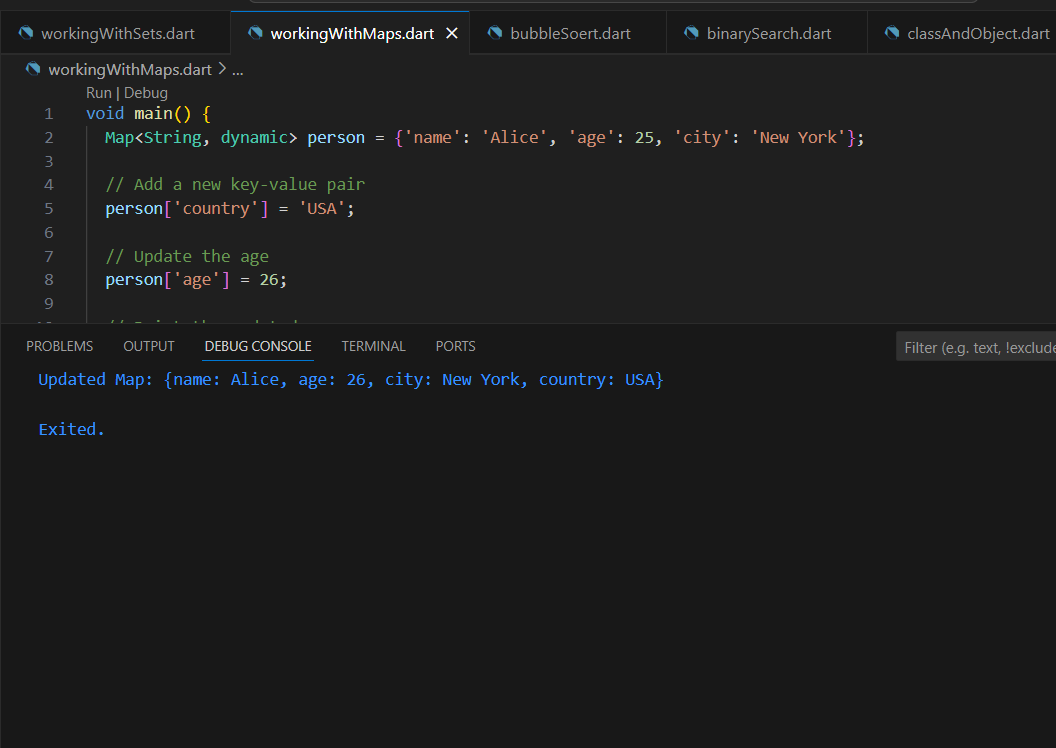 workingWithSets.dart workingWithMaps.dart bubbleSoert.dart binarySearch.dart classAndObject.dart
workingWithMaps.dart > ...
Run | Debug
1 void main() {
2 Map<String, dynamic> person = {'name': 'Alice', 'age': 25, 'city': 'New York'};
3
4 // Add a new key-value pair
5 person['country'] = 'USA';
6
7 // Update the age
8 person['age'] = 26;
9
PROBLEMS OUTPUT DEBUG CONSOLE TERMINAL PORTS Filter (e.g. text, !exclude
Updated Map: {name: Alice, age: 26, city: New York, country: USA}
Exited.